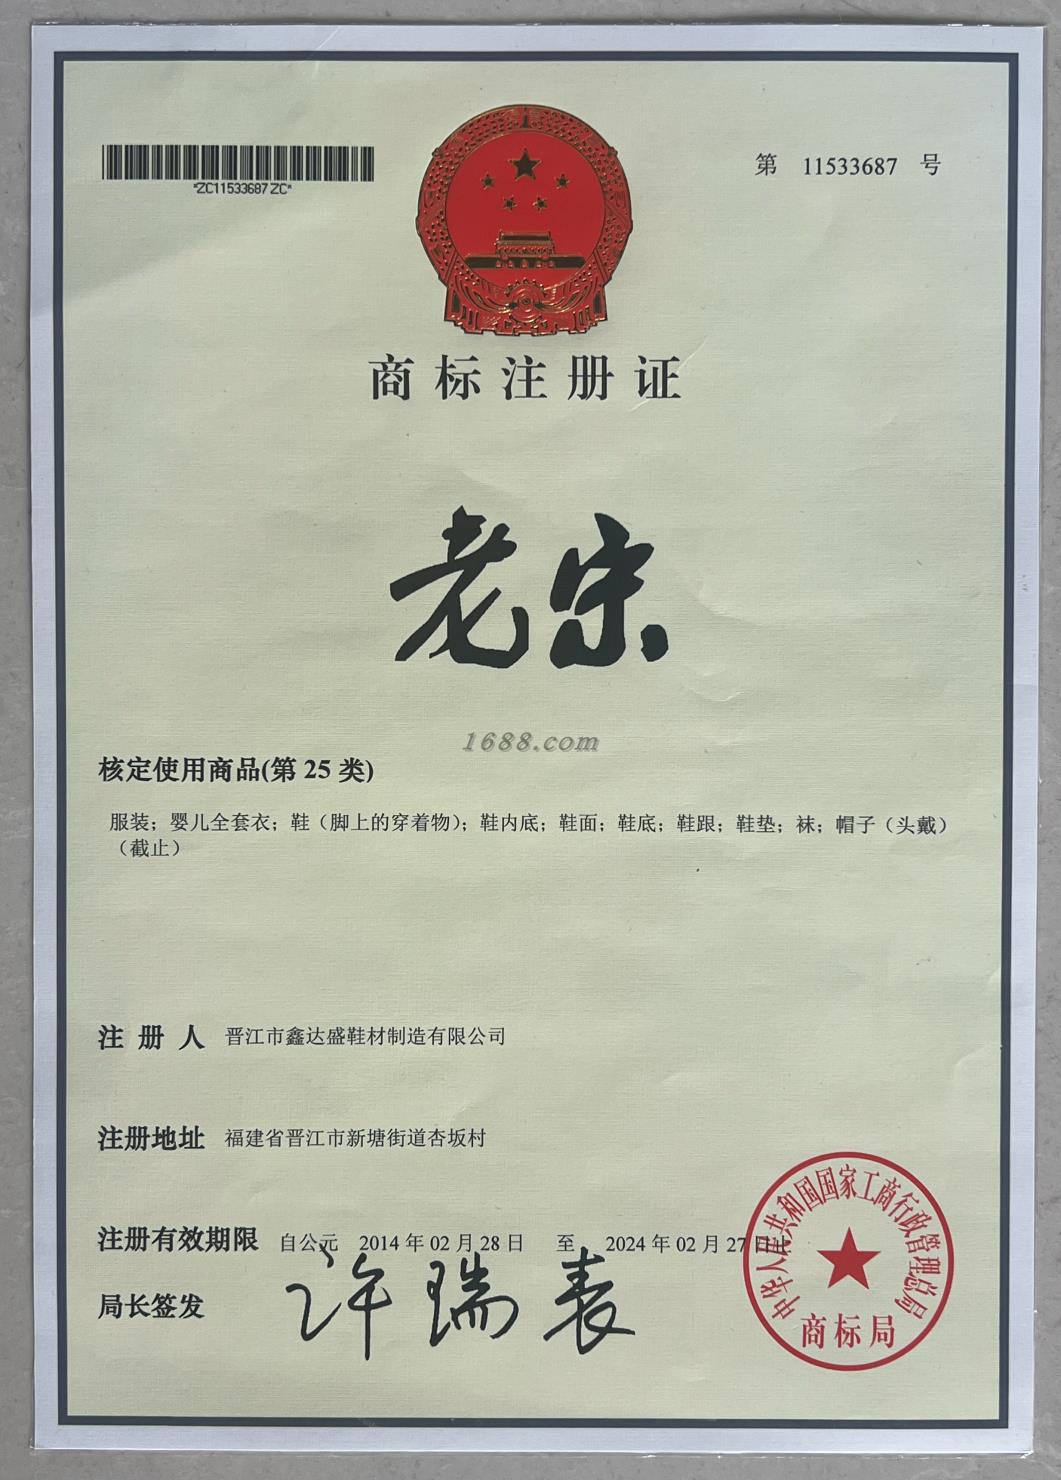 *ZC11533687ZC*
第 11533687 号
商标注册证
老宗
1688.com
核定使用商品(第 25 类)
服装；婴儿全套衣；鞋（脚上的穿着物）；鞋内底；鞋面；鞋底；鞋跟；鞋垫；袜；帽子（头戴）
（截止）
注册人 晋江市鑫达盛鞋材制造有限公司
注册地址 福建省晋江市新塘街道杏坂村
注册有效期限 自公元 2014 年 02 月 28 日 至 2024 年 02 月 27 日止
局长签发 许瑞表
中华人民共和国国家工商行政管理总局
商标局